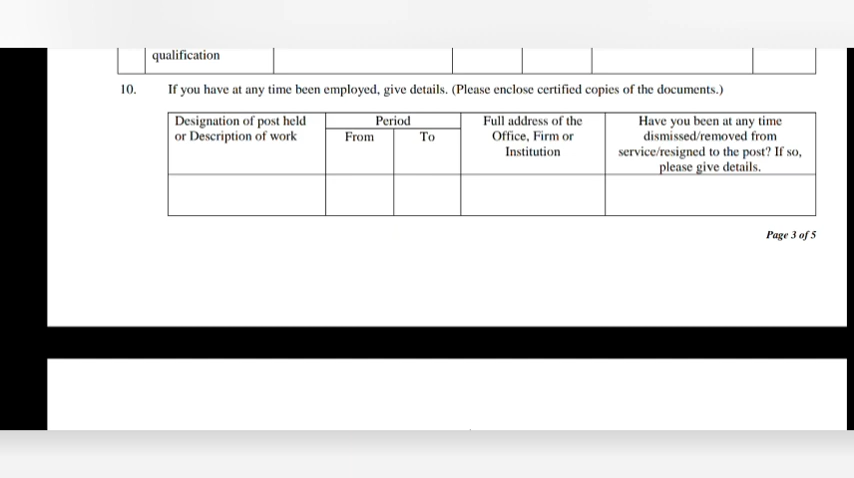 qualification
10. If you have at any time been employed, give details. (Please enclose certified copies of the documents.)
Designation of post held
or Description of work
Period
From To
Full address of the
Office, Firm or
Institution
Have you been at any time
dismissed/removed from
service/resigned to the post? If so,
please give details.
Page 3 of 5